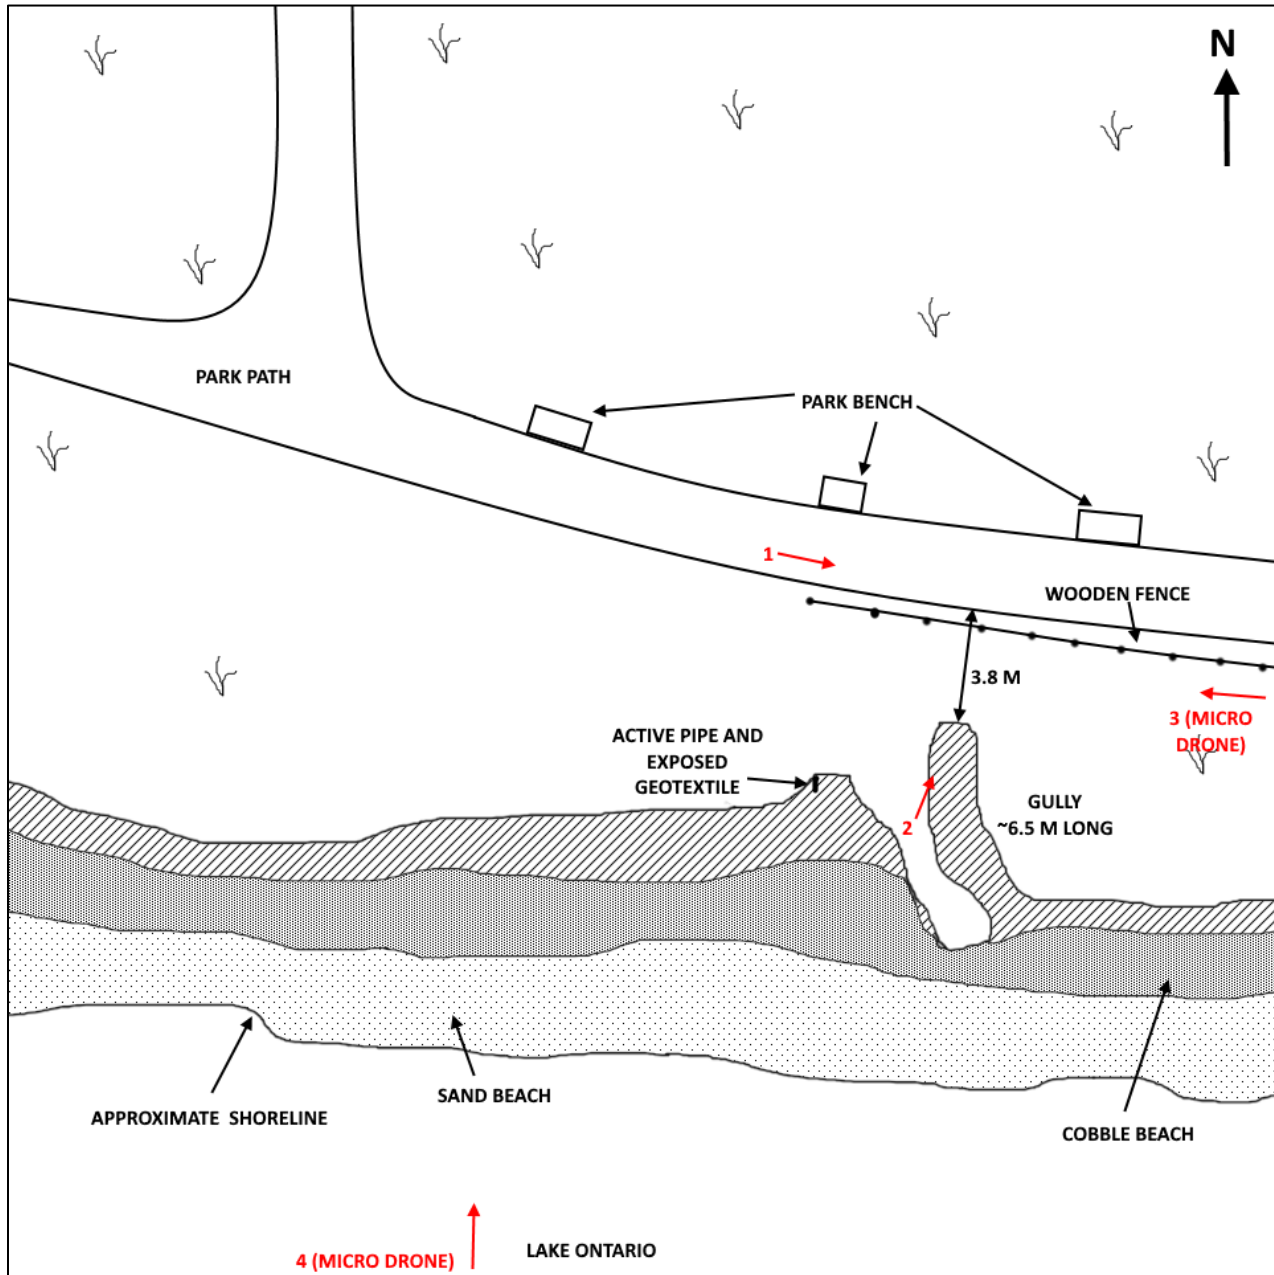 N
PARK PATH
PARK BENCH
1
WOODEN FENCE
3.8 M
3 (MICRO
DRONE)
ACTIVE PIPE AND
EXPOSED
GEOTEXTILE
GULLY
~6.5 M LONG
2
SAND BEACH
APPROXIMATE SHORELINE
COBBLE BEACH
4 (MICRO DRONE)
LAKE ONTARIO